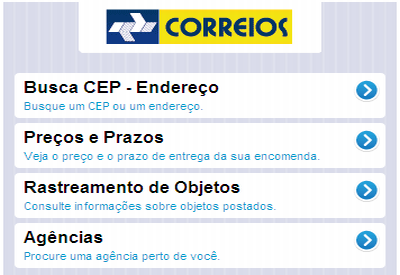 CORREIOS
Busca CEP - Endereço
Busque um CEP ou um endereço.
Preços e Prazos
Veja o preço e o prazo de entrega da sua encomenda.
Rastreamento de Objetos
Consulte informações sobre objetos postados.
Agências
Procure uma agência perto de você.